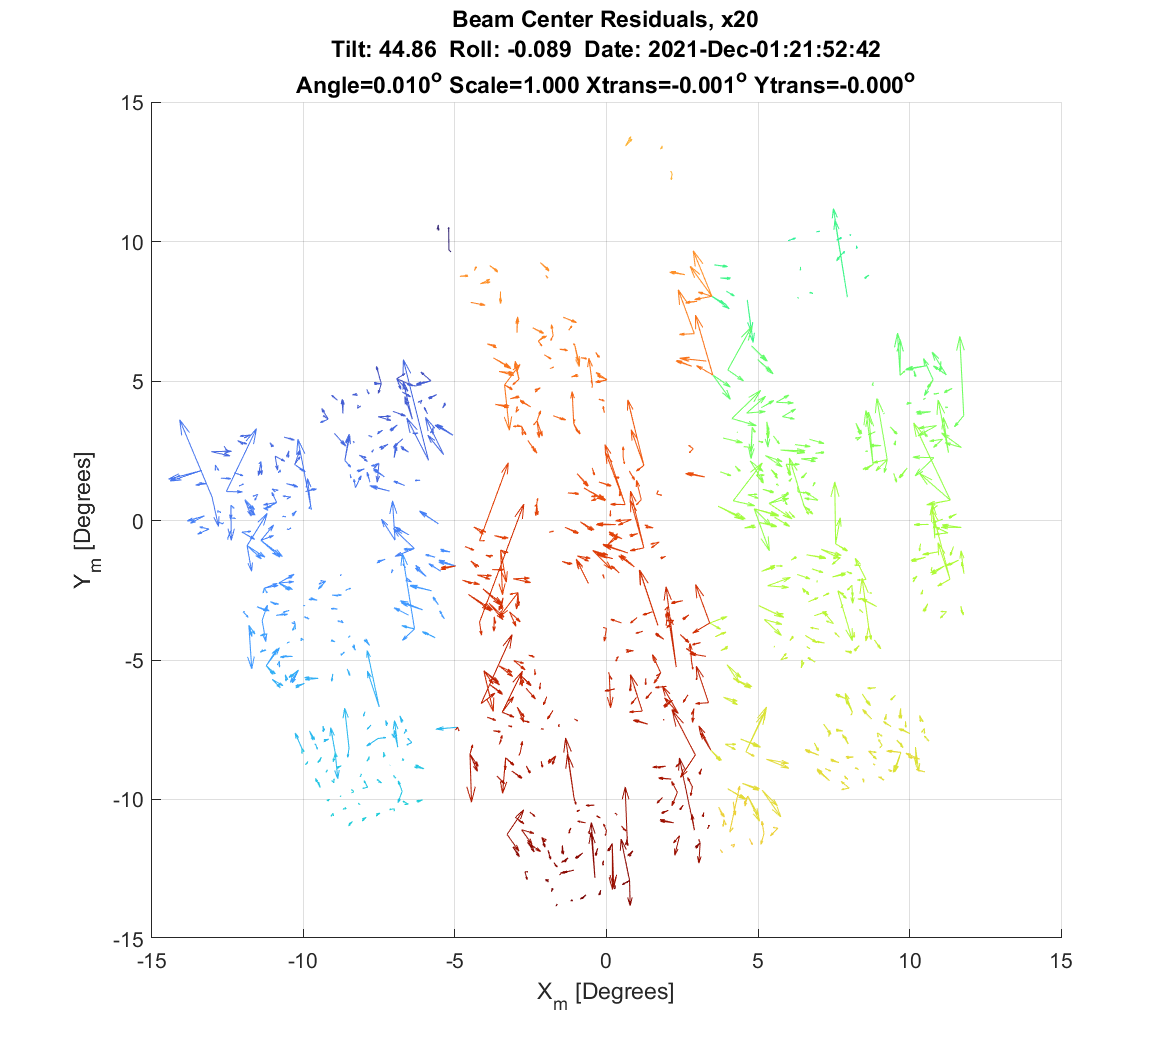 Beam Center Residuals, x20
Tilt: 44.86 Roll: -0.089 Date: 2021-Dec-01:21:52:42
Angle=0.010° Scale=1.000 Xtrans=-0.001° Ytrans=-0.000°
15
10
5
0
-5
-10
-15
Y_m [Degrees]
-15 -10 -5 0 5 10 15
X_m [Degrees]